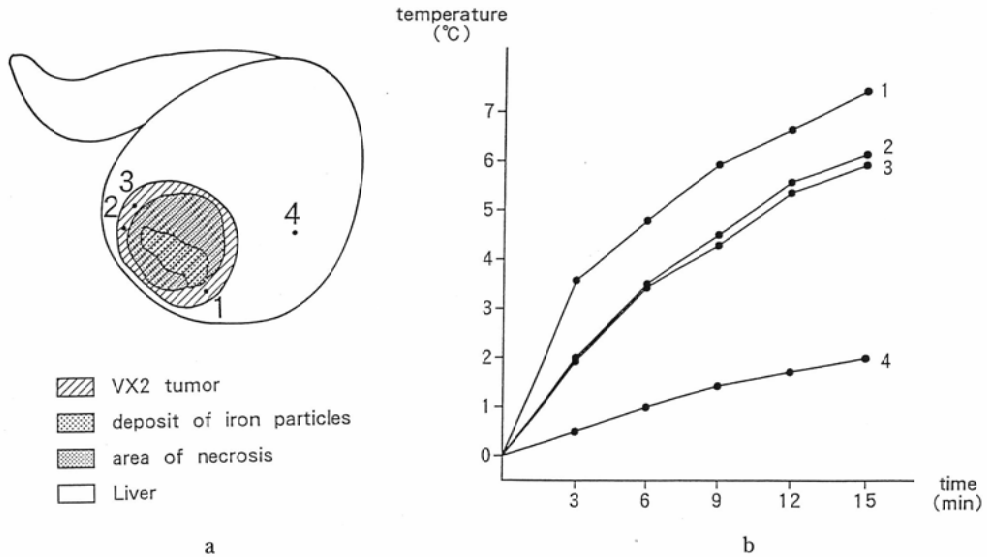 3
2
4
1
VX2 tumor
deposit of iron particles
area of necrosis
Liver
a
temperature
(℃)
7
6
5
4
3
2
1
0
1
2
3
4
3 6 9 12 15
time
(min)
b